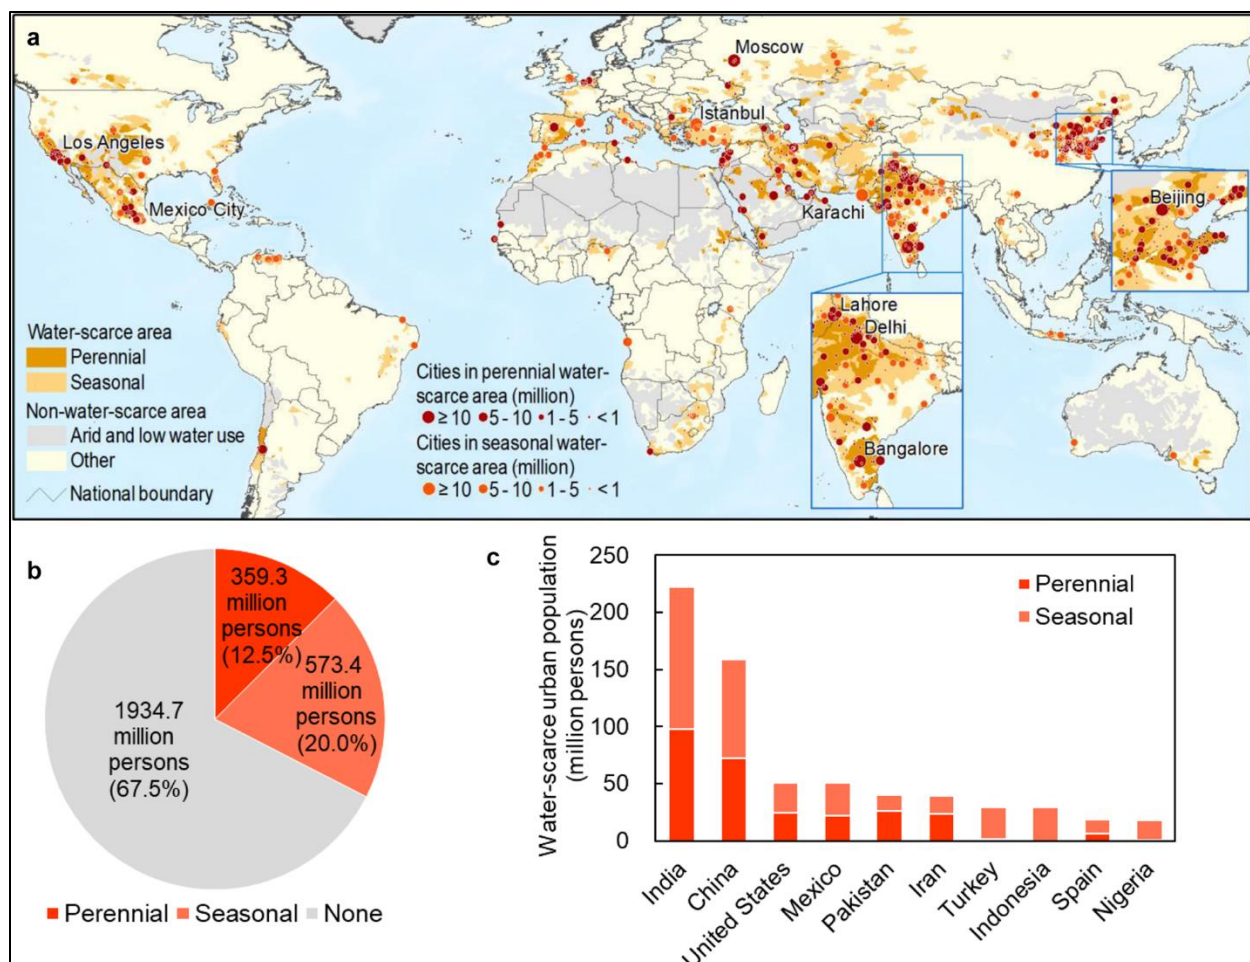 a
Moscow
Istanbul
Los Angeles
Mexico City
Karachi
Beijing
Lahore
Delhi
Bangalore
Water-scarce area
Perennial
Seasonal
Non-water-scarce area
Arid and low water use
Other
National boundary
Cities in perennial water-
scarce area (million)
≥ 10 5 - 10 1 - 5 < 1
Cities in seasonal water-
scarce area (million)
≥ 10 5 - 10 1 - 5 < 1
b
359.3
million
persons
(12.5%)
573.4
million
persons
(20.0%)
1934.7
million
persons
(67.5%)
Perennial Seasonal None
c
Water-scarce urban population
(million persons)
250
200
150
100
50
0
Perennial
Seasonal
India
China
United States
Mexico
Pakistan
Iran
Turkey
Indonesia
Spain
Nigeria